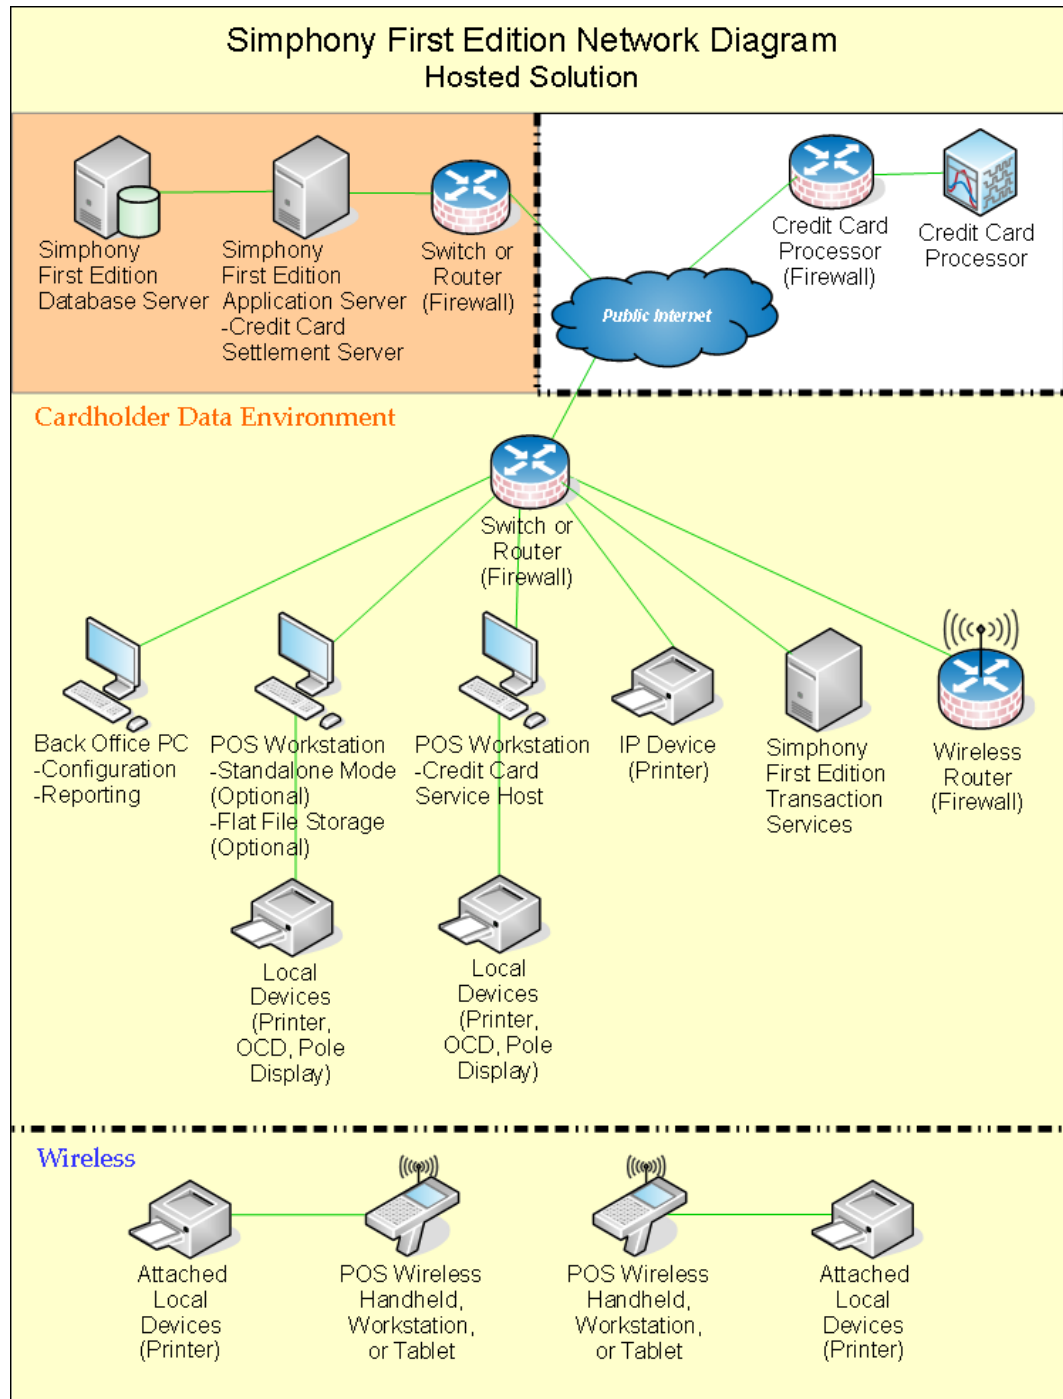 Simphony First Edition Network Diagram
Hosted Solution
Simphony
First Edition
Database Server
Simphony
First Edition
Application Server
-Credit Card
Settlement Server
Switch or
Router
(Firewall)
Credit Card
Processor
(Firewall)
Credit Card
Processor
Public Internet
Cardholder Data Environment
Switch or
Router
(Firewall)
Back Office PC
-Configuration
-Reporting
POS Workstation
-Standalone Mode
(Optional)
-Flat File Storage
(Optional)
POS Workstation
-Credit Card
Service Host
IP Device
(Printer)
Simphony
First Edition
Transaction
Services
Wireless
Router
(Firewall)
Local
Devices
(Printer,
OCD, Pole
Display)
Local
Devices
(Printer,
OCD, Pole
Display)
Wireless
Attached
Local
Devices
(Printer)
POS Wireless
Handheld,
Workstation,
or Tablet
POS Wireless
Handheld,
Workstation,
or Tablet
Attached
Local
Devices
(Printer)